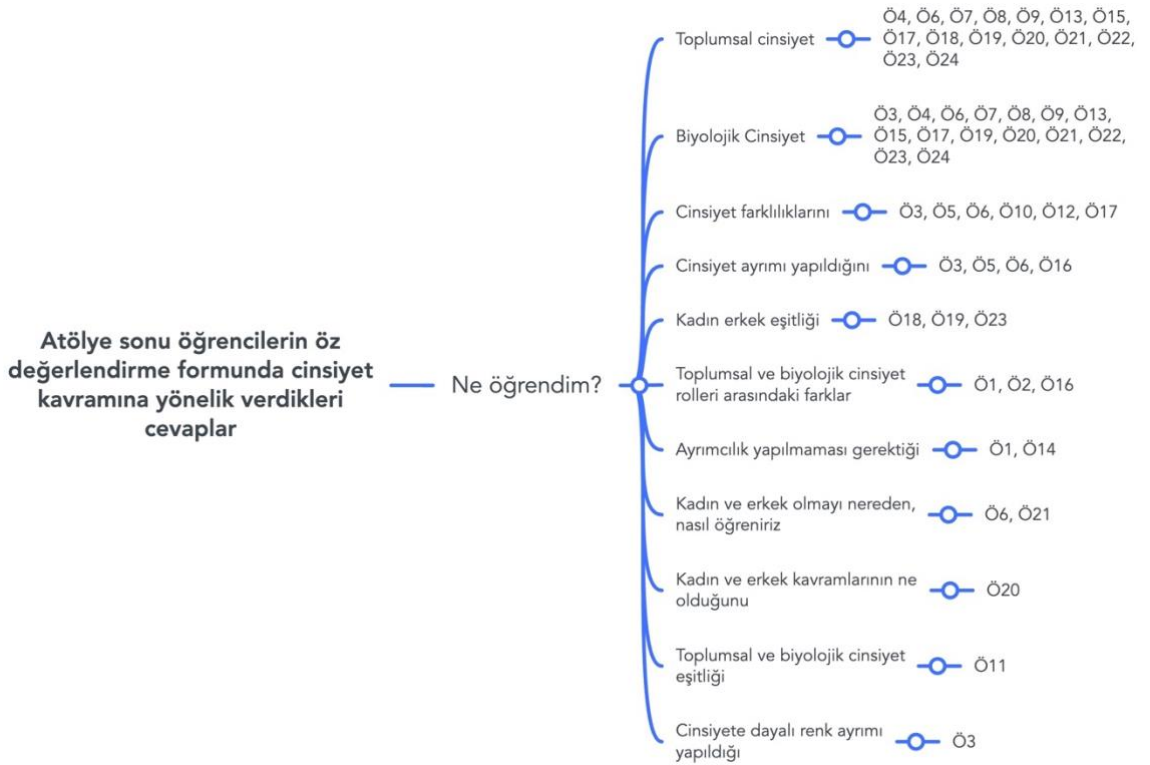 Atölye sonu öğrencilerin öz
değerlendirme formunda cinsiyet
kavramına yönelik verdikleri
cevaplar
Ne öğrendim?
Toplumsal cinsiyet
Ö4, Ö6, Ö7, Ö8, Ö9, Ö13, Ö15,
Ö17, Ö18, Ö19, Ö20, Ö21, Ö22,
Ö23, Ö24
Biyolojik Cinsiyet
Ö3, Ö4, Ö6, Ö7, Ö8, Ö9, Ö13,
Ö15, Ö17, Ö19, Ö20, Ö21, Ö22,
Ö23, Ö24
Cinsiyet farklılıklarını
Ö3, Ö5, Ö6, Ö10, Ö12, Ö17
Cinsiyet ayrımı yapıldığını
Ö3, Ö5, Ö6, Ö16
Kadın erkek eşitliği
Ö18, Ö19, Ö23
Toplumsal ve biyolojik cinsiyet
rolleri arasındaki farklar
Ö1, Ö2, Ö16
Ayrımcılık yapılmaması gerektiği
Ö1, Ö14
Kadın ve erkek olmayı nereden,
nasıl öğreniriz
Ö6, Ö21
Kadın ve erkek kavramlarının ne
olduğunu
Ö20
Toplumsal ve biyolojik cinsiyet
eşitliği
Ö11
Cinsiyete dayalı renk ayrımı
yapıldığı
Ö3